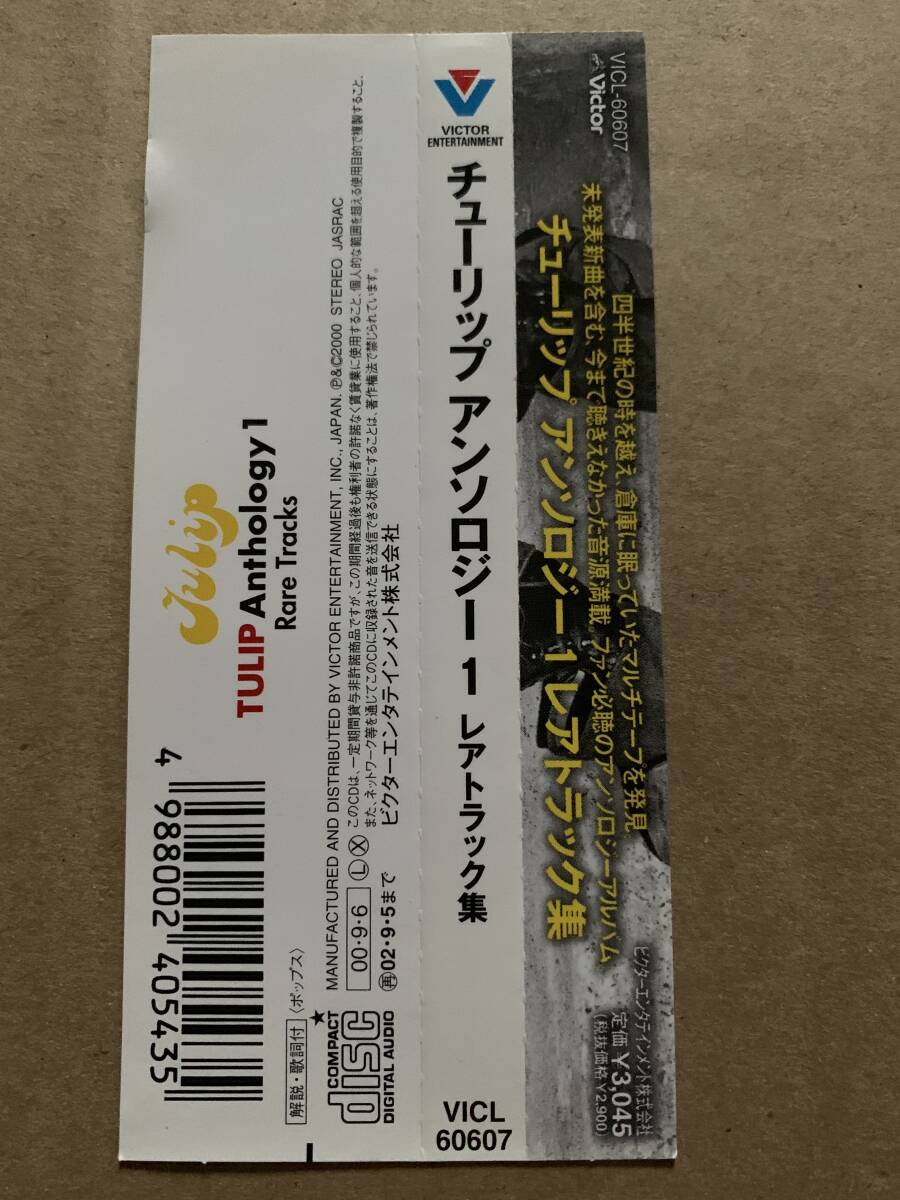 VICL-60607
Victor
四半世紀の時を越え、倉庫に眠っていたマルチテープを発見
未発表新曲を含む、今まで聴きえなかった音源満載 ファン必聴のアンソロジーアルバム
チューリップ アンソロジー1 レアトラック集
ビクターエンタテインメント株式会社
定価 ¥3,045
(税抜価格¥2,900)
VICTOR
ENTERTAINMENT
チューリップ アンソロジー 1 レアトラック集
VICL
60607
Tulip
TULIP Anthology 1
Rare Tracks
4 988002 405435
解説・歌詞付 〈ポップス〉
MANUFACTURED AND DISTRIBUTED BY VICTOR ENTERTAINMENT, INC., JAPAN. ℗&©2000 STEREO JASRAC
00・9・6 Ⓛ Ⓧ このCDは、一定期間貸与非許諾商品ですが、この期間経過後も権利者の許諾なく賃貸業に使用すること、個人的な範囲を超える使用目的で複製すること、
また、ネットワーク等を通じてこのCDに収録された音を送信できる状態にすることは、著作権法で禁じられています。
㊠02・9・5まで ビクターエンタテインメント株式会社
★
COMPACT
disc
DIGITAL AUDIO